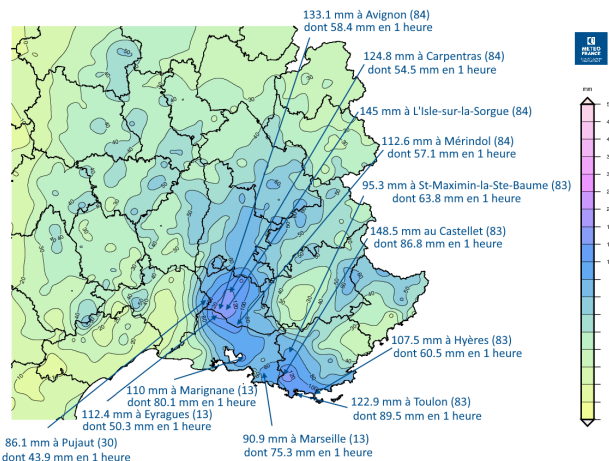 133.1 mm à Avignon (84)
dont 58.4 mm en 1 heure
METEO
FRANCE
124.8 mm à Carpentras (84)
dont 54.5 mm en 1 heure
mm
145 mm à L'Isle-sur-la-Sorgue (84)
112.6 mm à Mérindol (84)
dont 57.1 mm en 1 heure
95.3 mm à St-Maximin-la-Ste-Baume (83)
dont 63.8 mm en 1 heure
148.5 mm au Castellet (83)
dont 86.8 mm en 1 heure
107.5 mm à Hyères (83)
dont 60.5 mm en 1 heure
110 mm à Marignane (13)
dont 80.1 mm en 1 heure
122.9 mm à Toulon (83)
dont 89.5 mm en 1 heure
112.4 mm à Eyragues (13)
dont 50.3 mm en 1 heure
86.1 mm à Pujaut (30)
dont 43.9 mm en 1 heure
90.9 mm à Marseille (13)
dont 75.3 mm en 1 heure